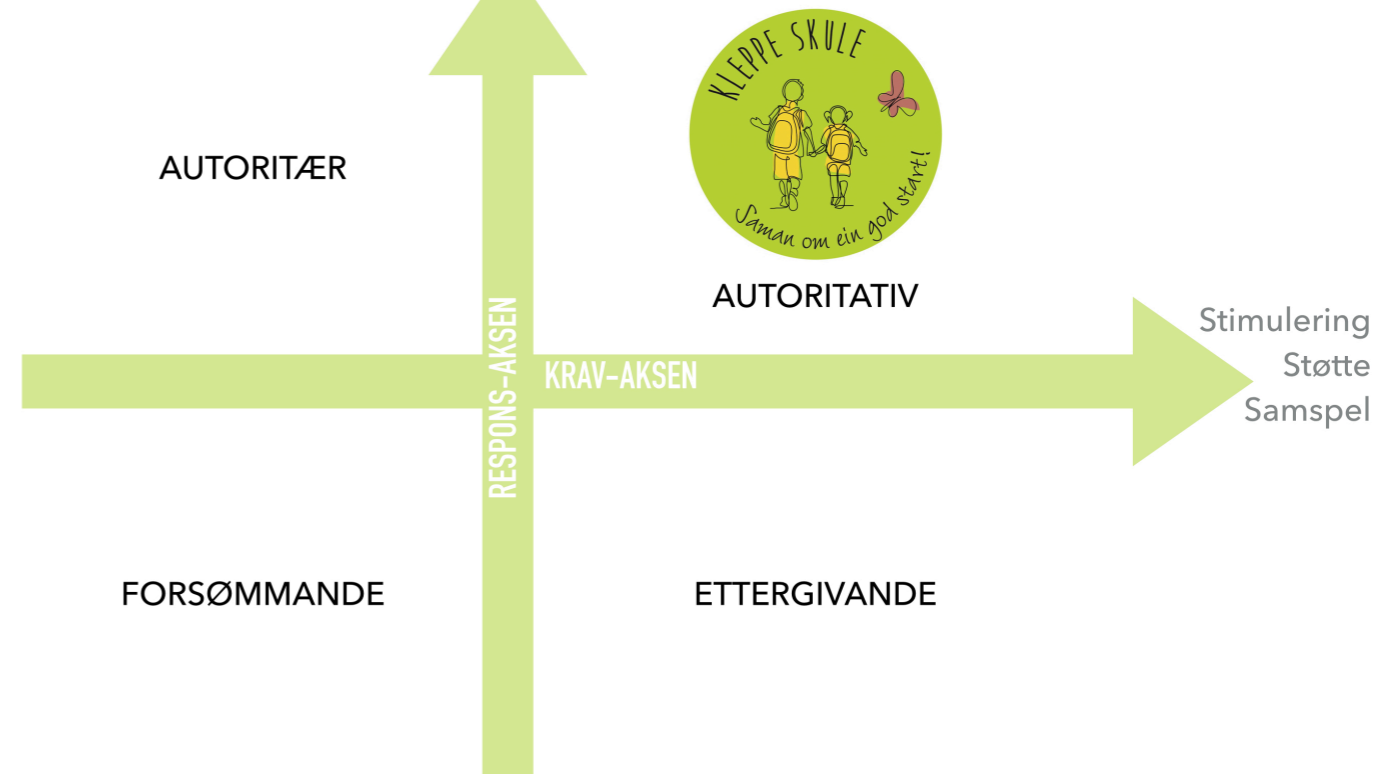 KLEPPE SKULE
Saman om ein god start!
AUTORITÆR
AUTORITATIV
Stimulering
Støtte
Samspel
RESPONS-AKSEN
KRAV-AKSEN
FORSØMMANDE
ETTERGIVANDE